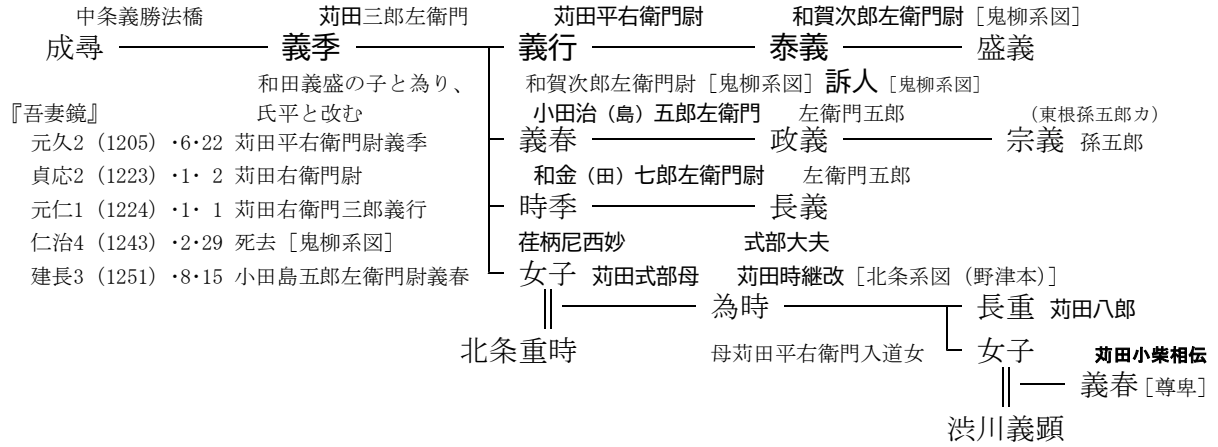 中条義勝法橋 苅田三郎左衛門 苅田平右衛門尉 和賀次郎左衛門尉［鬼柳系図］
成尋 義季 義行 泰義 盛義
和田義盛の子と為り、 和賀次郎左衛門尉［鬼柳系図］ 訴人［鬼柳系図］
『吾妻鏡』 氏平と改む 小田治（島）五郎左衛門 左衛門五郎 （東根孫五郎カ）
元久2（1205）・6・22 苅田平右衛門尉義季 義春 政義 宗義 孫五郎
貞応2（1223）・1・ 2 苅田右衛門尉 和金（田）七郎左衛門尉 左衛門五郎
元仁1（1224）・1・ 1 苅田右衛門三郎義行 時季 長義
仁治4（1243）・2・29 死去［鬼柳系図］ 荏柄尼西妙 式部大夫
建長3（1251）・8・15 小田島五郎左衛門尉義春 女子 苅田式部母 苅田時継改［北条系図（野津本）］
為時 長重 苅田八郎
北条重時 母苅田平右衛門入道女 女子 苅田小柴相伝
義春［尊卑］
渋川義顕